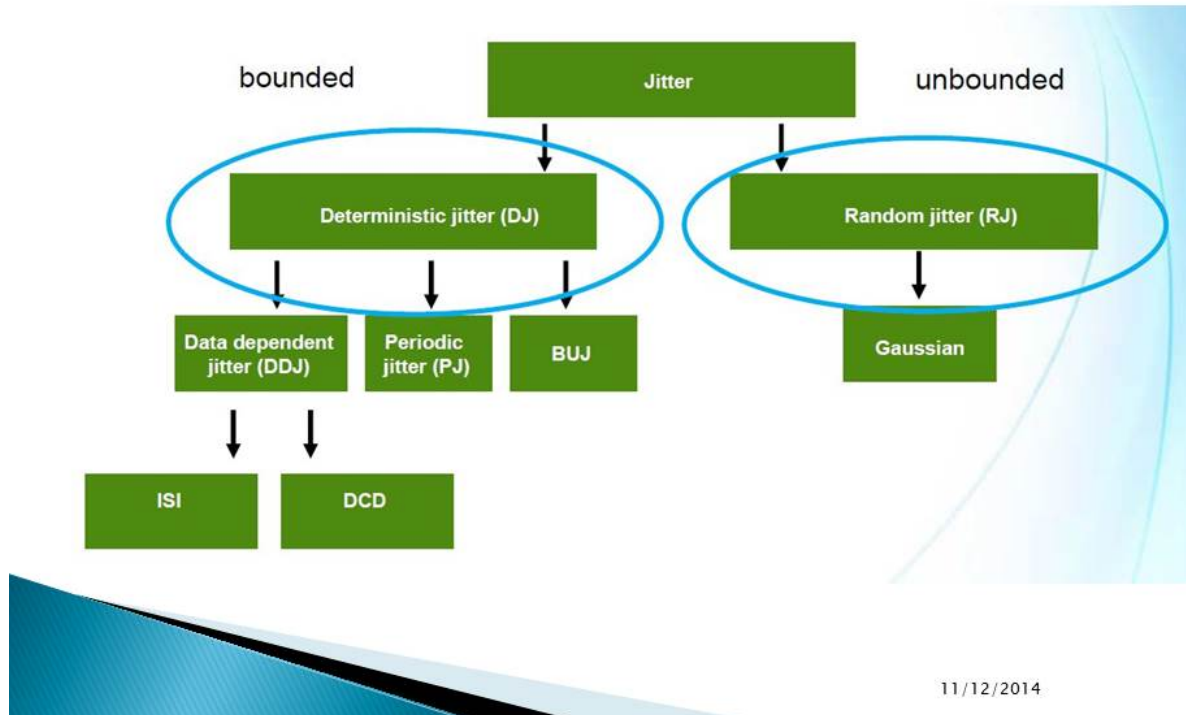 bounded
Jitter
unbounded
Deterministic jitter (DJ)
Random jitter (RJ)
Data dependent
jitter (DDJ)
Periodic
jitter (PJ)
BUJ
Gaussian
ISI
DCD
11/12/2014